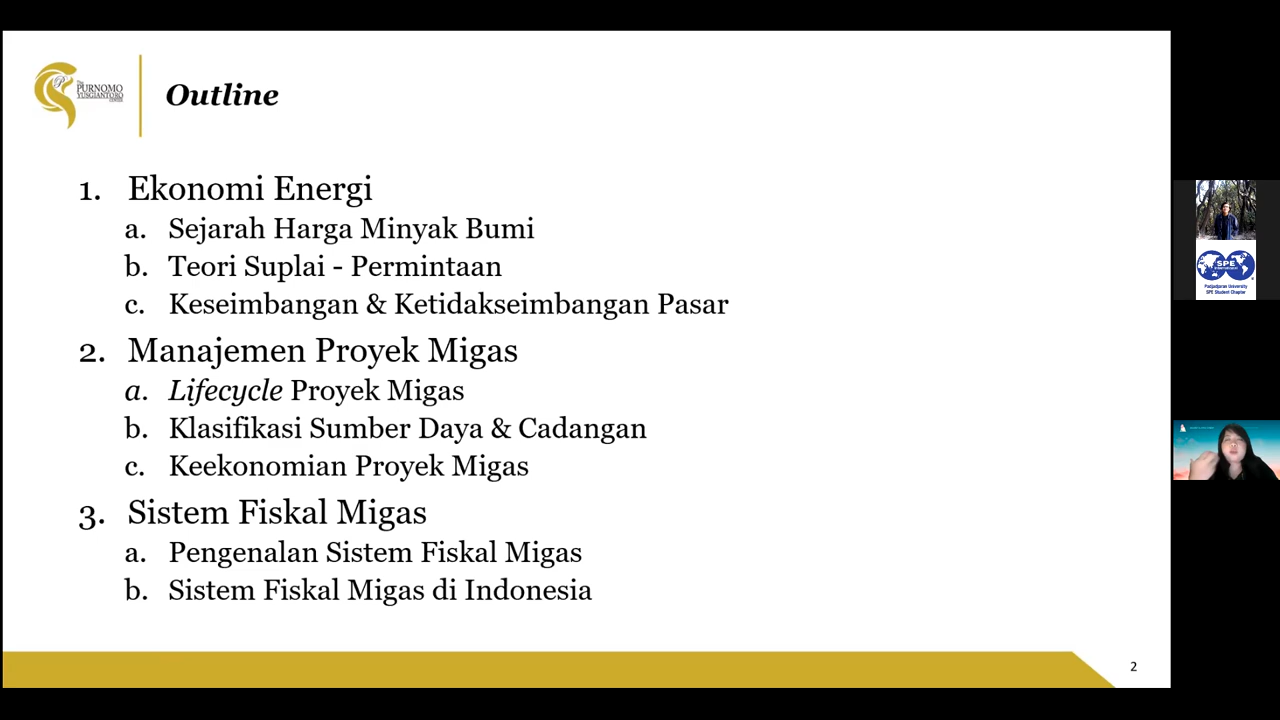 The
PURNOMO
YUSGIANTORO
CENTER
Outline
1. Ekonomi Energi
a. Sejarah Harga Minyak Bumi
b. Teori Suplai - Permintaan
c. Keseimbangan & Ketidakseimbangan Pasar
2. Manajemen Proyek Migas
a. Lifecycle Proyek Migas
b. Klasifikasi Sumber Daya & Cadangan
c. Keekonomian Proyek Migas
3. Sistem Fiskal Migas
a. Pengenalan Sistem Fiskal Migas
b. Sistem Fiskal Migas di Indonesia
2
SPE
International
Padjadjaran University
SPE Student Chapter